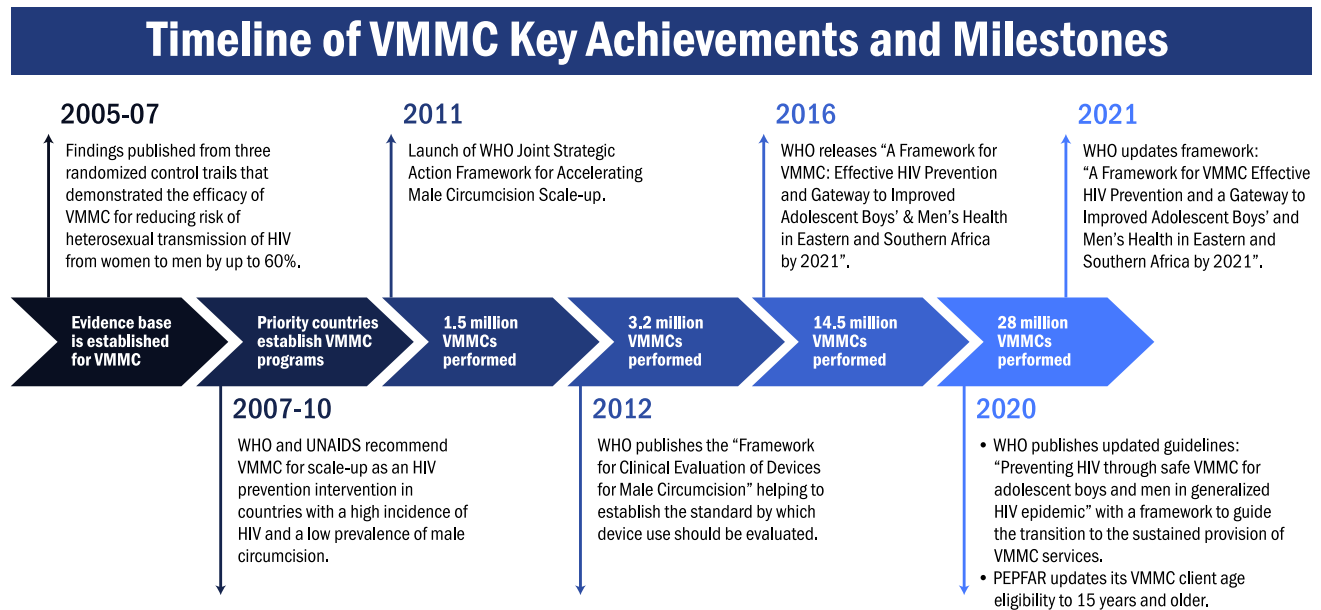 Timeline of VMMC Key Achievements and Milestones
2005-07
Findings published from three
randomized control trails that
demonstrated the efficacy of
VMMC for reducing risk of
heterosexual transmission of HIV
from women to men by up to 60%.
2011
Launch of WHO Joint Strategic
Action Framework for Accelerating
Male Circumcision Scale-up.
2016
WHO releases “A Framework for
VMMC: Effective HIV Prevention
and Gateway to Improved
Adolescent Boys’ & Men’s Health
in Eastern and Southern Africa
by 2021”.
2021
WHO updates framework:
“A Framework for VMMC Effective
HIV Prevention and a Gateway to
Improved Adolescent Boys’ and
Men’s Health in Eastern and
Southern Africa by 2021”.
Evidence base
is established
for VMMC
Priority countries
establish VMMC
programs
1.5 million
VMMCs
performed
3.2 million
VMMCs
performed
14.5 million
VMMCs
performed
28 million
VMMCs
performed
2007-10
WHO and UNAIDS recommend
VMMC for scale-up as an HIV
prevention intervention in
countries with a high incidence of
HIV and a low prevalence of male
circumcision.
2012
WHO publishes the “Framework
for Clinical Evaluation of Devices
for Male Circumcision” helping to
establish the standard by which
device use should be evaluated.
2020
• WHO publishes updated guidelines:
“Preventing HIV through safe VMMC for
adolescent boys and men in generalized
HIV epidemic” with a framework to guide
the transition to the sustained provision of
VMMC services.
• PEPFAR updates its VMMC client age
eligibility to 15 years and older.